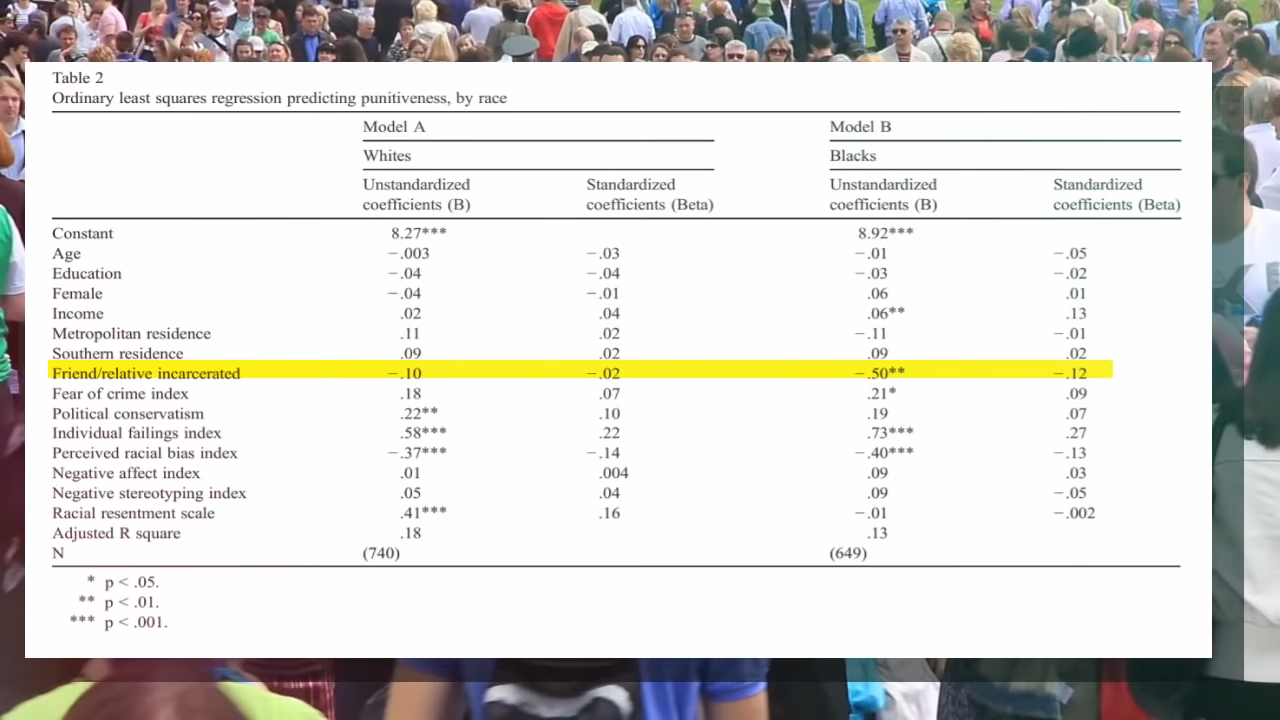 Table 2
Ordinary least squares regression predicting punitiveness, by race
Model A Model B
Whites Blacks
Unstandardized Standardized Unstandardized Standardized
coefficients (B) coefficients (Beta) coefficients (B) coefficients (Beta)
Constant 8.27*** 8.92***
Age −.003 −.03 −.01 −.05
Education −.04 −.04 −.03 −.02
Female −.04 −.01 .06 .01
Income .02 .04 .06** .13
Metropolitan residence .11 .02 −.11 −.01
Southern residence .09 .02 .09 .02
Friend/relative incarcerated −.10 −.02 −.50** −.12
Fear of crime index .18 .07 .21* .09
Political conservatism .22** .10 .19 .07
Individual failings index .58*** .22 .73*** .27
Perceived racial bias index −.37*** −.14 −.40*** −.13
Negative affect index .01 .004 .09 .03
Negative stereotyping index .05 .04 .09 −.05
Racial resentment scale .41*** .16 −.01 −.002
Adjusted R square .18 .13
N (740) (649)
* p < .05.
** p < .01.
*** p < .001.